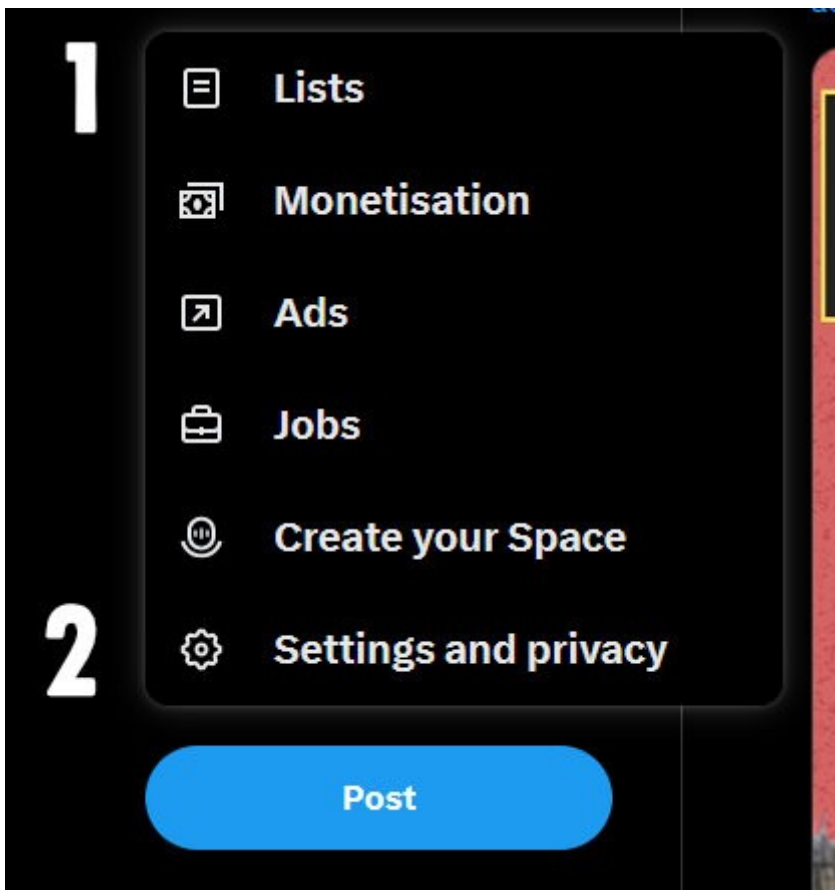 1
Lists
Monetisation
Ads
Jobs
Create your Space
2
Settings and privacy
Post